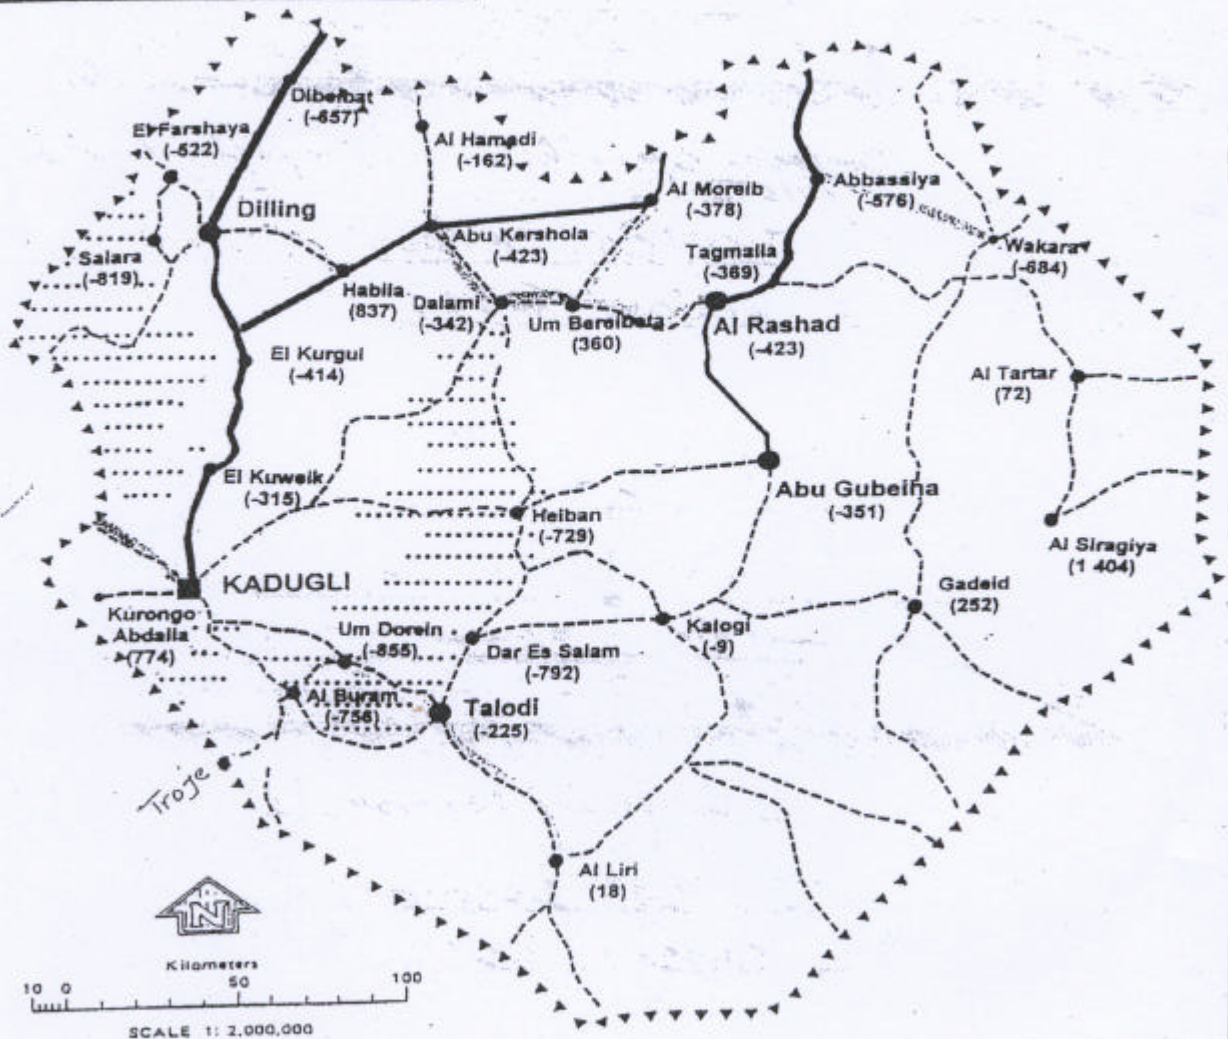 Dibeibat
(-657)
El Farshaya
(-522)
Al Hamadi
(-162)
Dilling
Al Moreib
(-378)
Abbassiya
(-576)
Abu Kershola
(-423)
Salara
(-819)
Tagmalla
(-369)
Wakara
(-684)
Habila
(837)
Dalami
(-342)
Um Bereibeta
(360)
Al Rashad
(-423)
El Kurgul
(-414)
Al Tartar
(72)
El Kuweik
(-315)
Abu Gubeiha
(-351)
Heiban
(-729)
Al Siragiya
(1 404)
KADUGLI
Gadeid
(252)
Kurongo
Abdalla
(774)
Um Dorein
(-855)
Kalogi
(-9)
Dar Es Salam
(-792)
Al Buram
(-756)
Talodi
(-225)
Troje
Al Liri
(18)
N
Kilometers
10 0 50 100
SCALE 1: 2,000,000